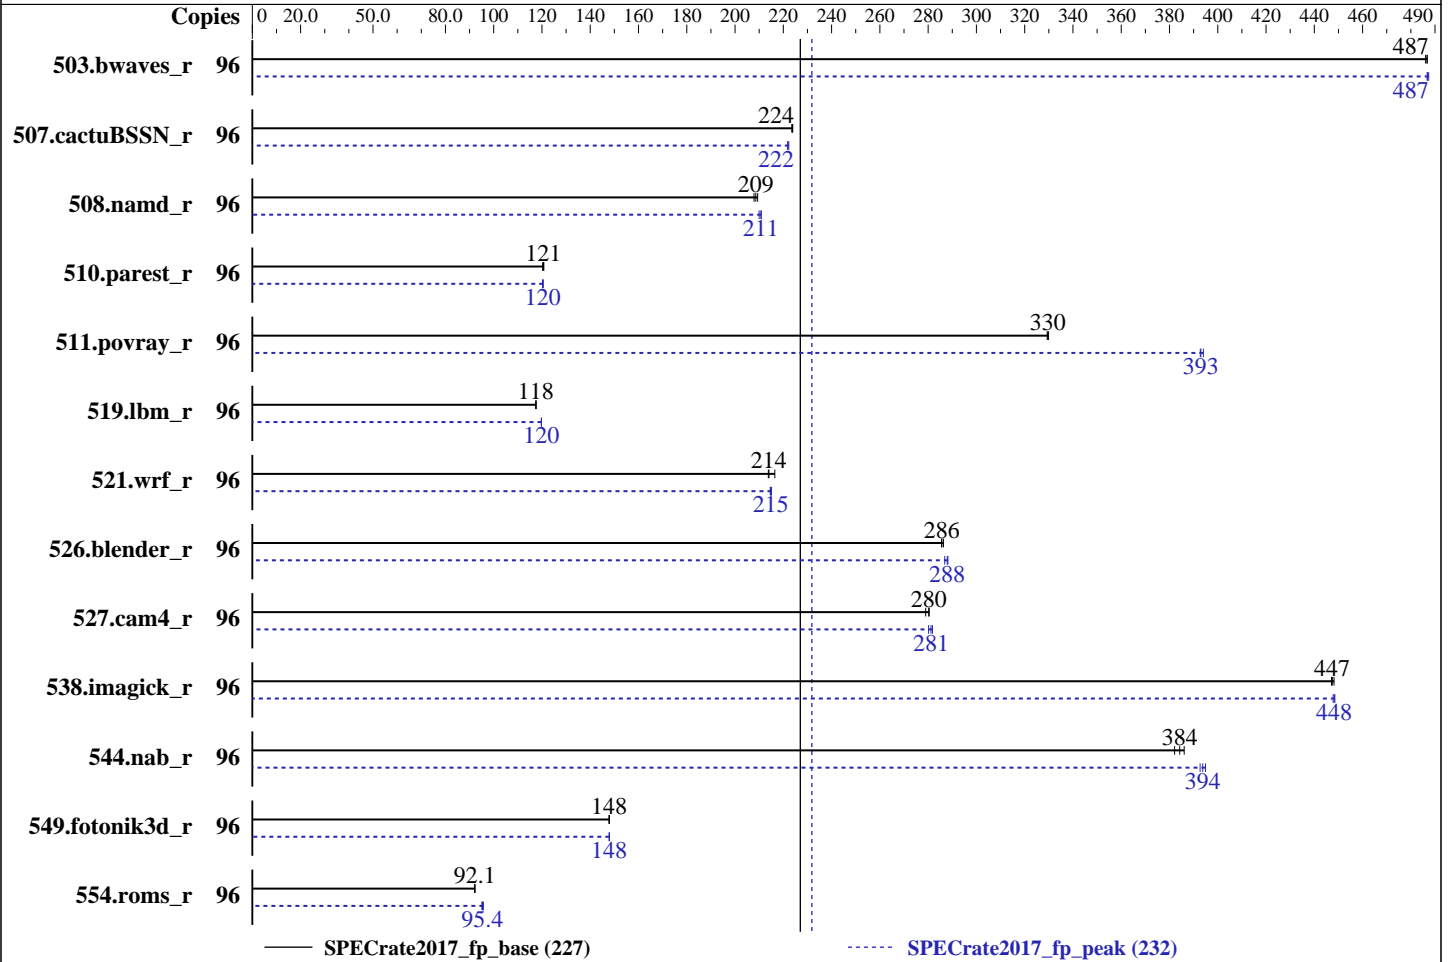 Copies 0 20.0 50.0 80.0 100 120 140 160 180 200 220 240 260 280 300 320 340 360 380 400 420 440 460 490
487
503.bwaves_r 96
487
224
507.cactuBSSN_r 96
222
209
508.namd_r 96
211
121
510.parest_r 96
120
330
511.povray_r 96
393
118
519.lbm_r 96
120
214
521.wrf_r 96
215
286
526.blender_r 96
288
280
527.cam4_r 96
281
447
538.imagick_r 96
448
384
544.nab_r 96
394
148
549.fotonik3d_r 96
148
92.1
554.roms_r 96
95.4
SPECrate2017_fp_base (227) SPECrate2017_fp_peak (232)